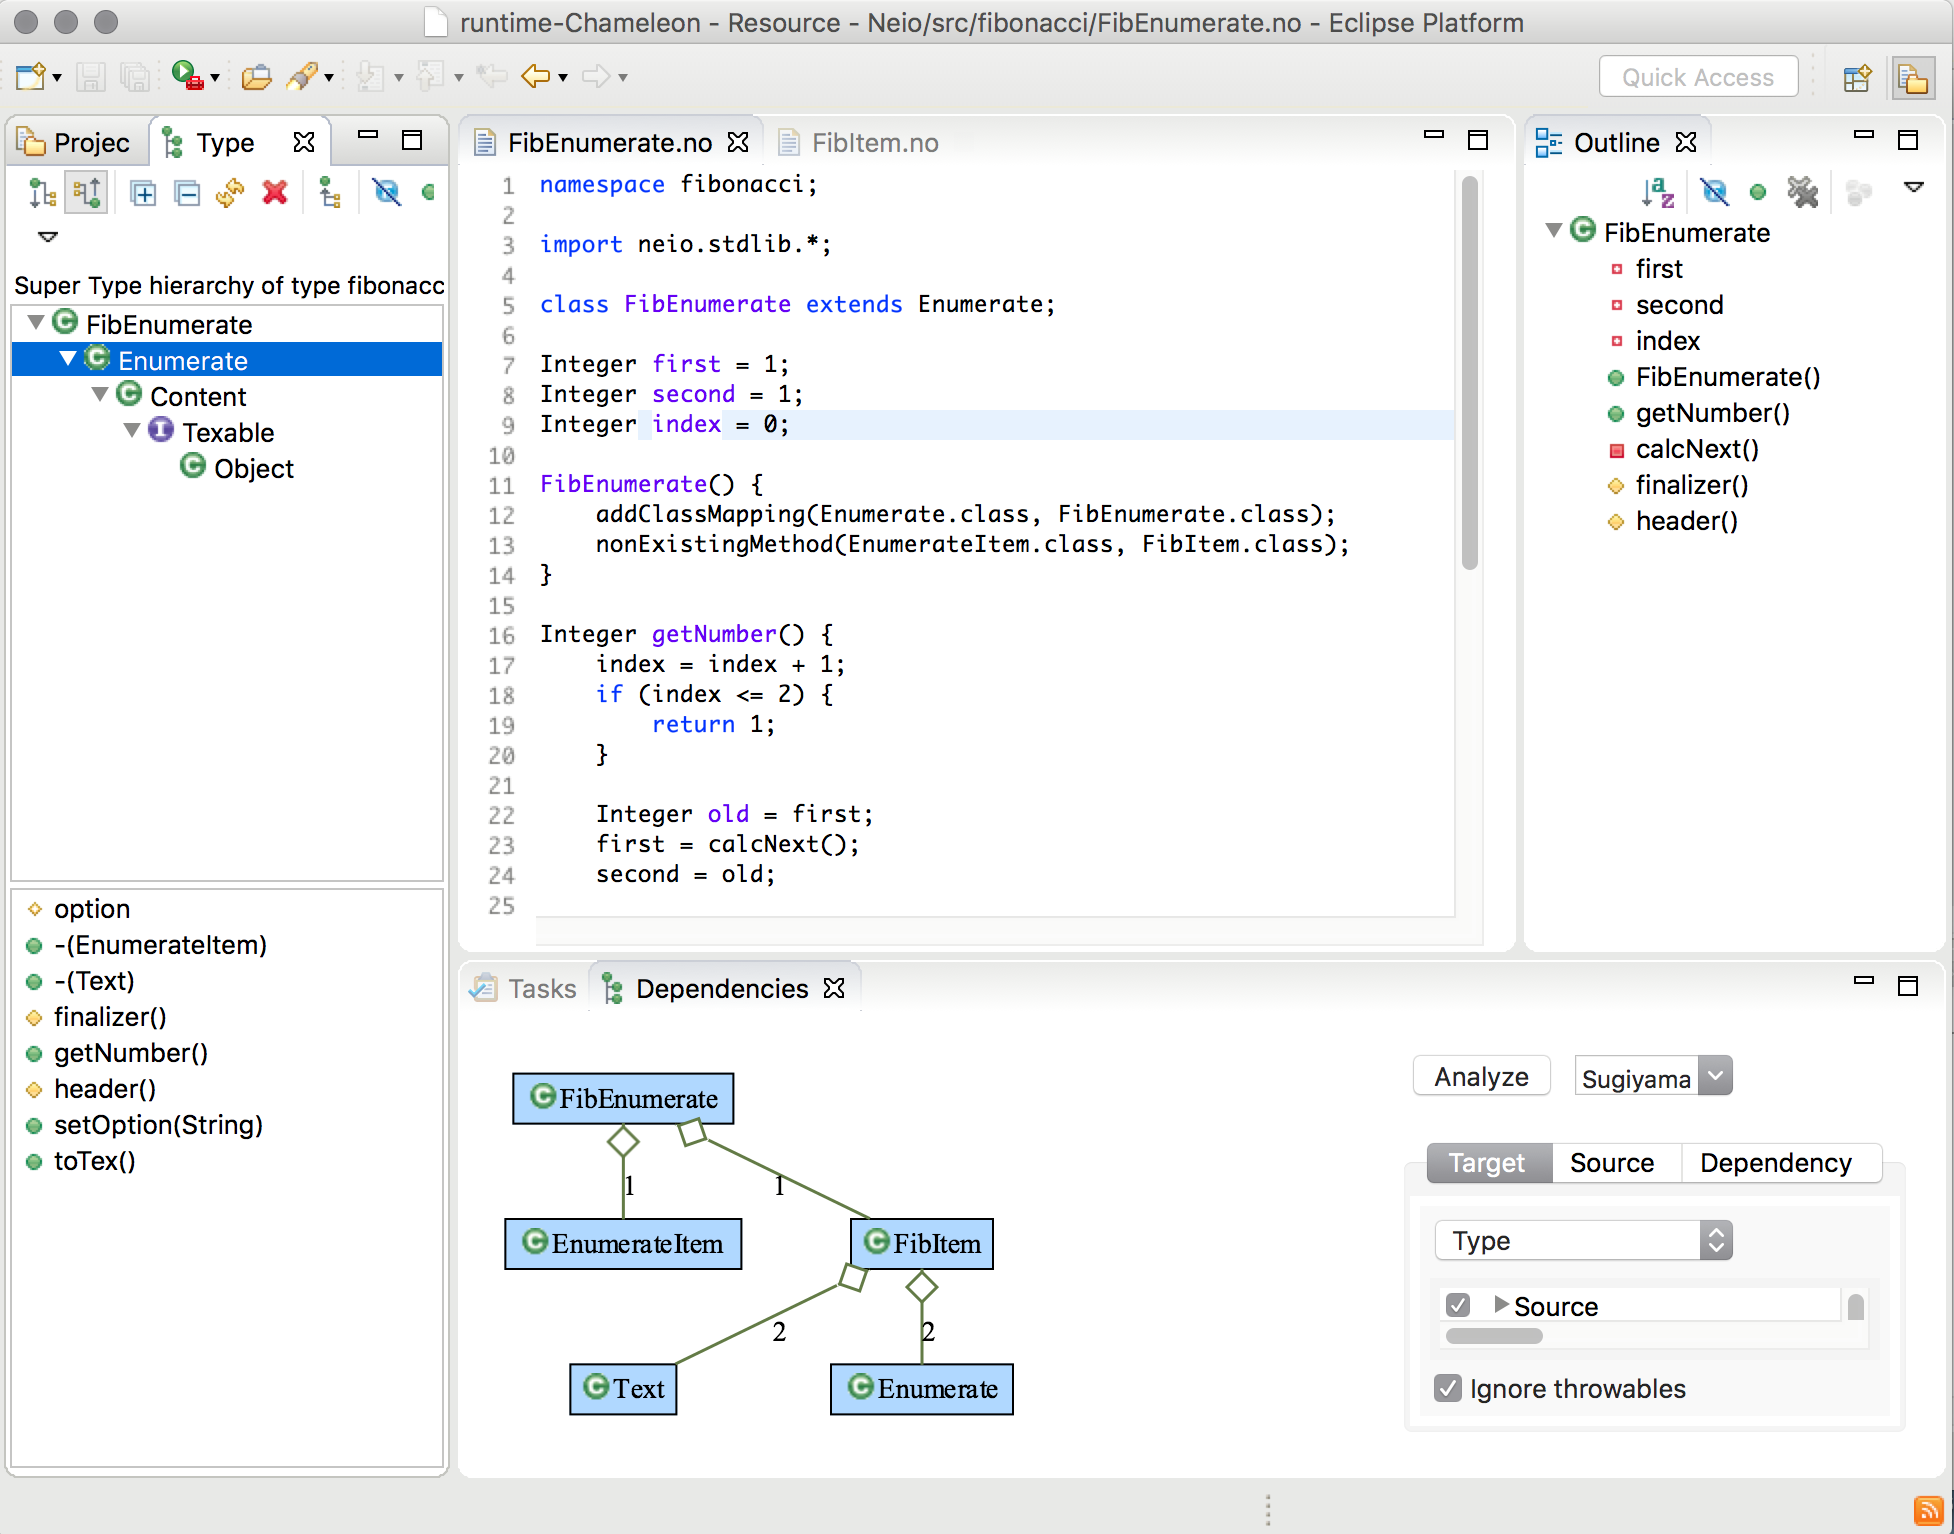 runtime-Chameleon - Resource - Neio/src/fibonacci/FibEnumerate.no - Eclipse Platform
Quick Access
Projec
Type
Super Type hierarchy of type fibonacc
FibEnumerate
Enumerate
Content
Texable
Object
option
-(EnumerateItem)
-(Text)
finalizer()
getNumber()
header()
setOption(String)
toTex()
FibEnumerate.no
FibItem.no
1 namespace fibonacci;
2
3 import neio.stdlib.*;
4
5 class FibEnumerate extends Enumerate;
6
7 Integer first = 1;
8 Integer second = 1;
9 Integer index = 0;
10
11 FibEnumerate() {
12 addClassMapping(Enumerate.class, FibEnumerate.class);
13 nonExistingMethod(EnumerateItem.class, FibItem.class);
14 }
15
16 Integer getNumber() {
17 index = index + 1;
18 if (index <= 2) {
19 return 1;
20 }
21
22 Integer old = first;
23 first = calcNext();
24 second = old;
25
Outline
FibEnumerate
first
second
index
FibEnumerate()
getNumber()
calcNext()
finalizer()
header()
Tasks
Dependencies
FibEnumerate
1
1
EnumerateItem
FibItem
2
2
Text
Enumerate
Analyze
Sugiyama
Target
Source
Dependency
Type
Source
Ignore throwables